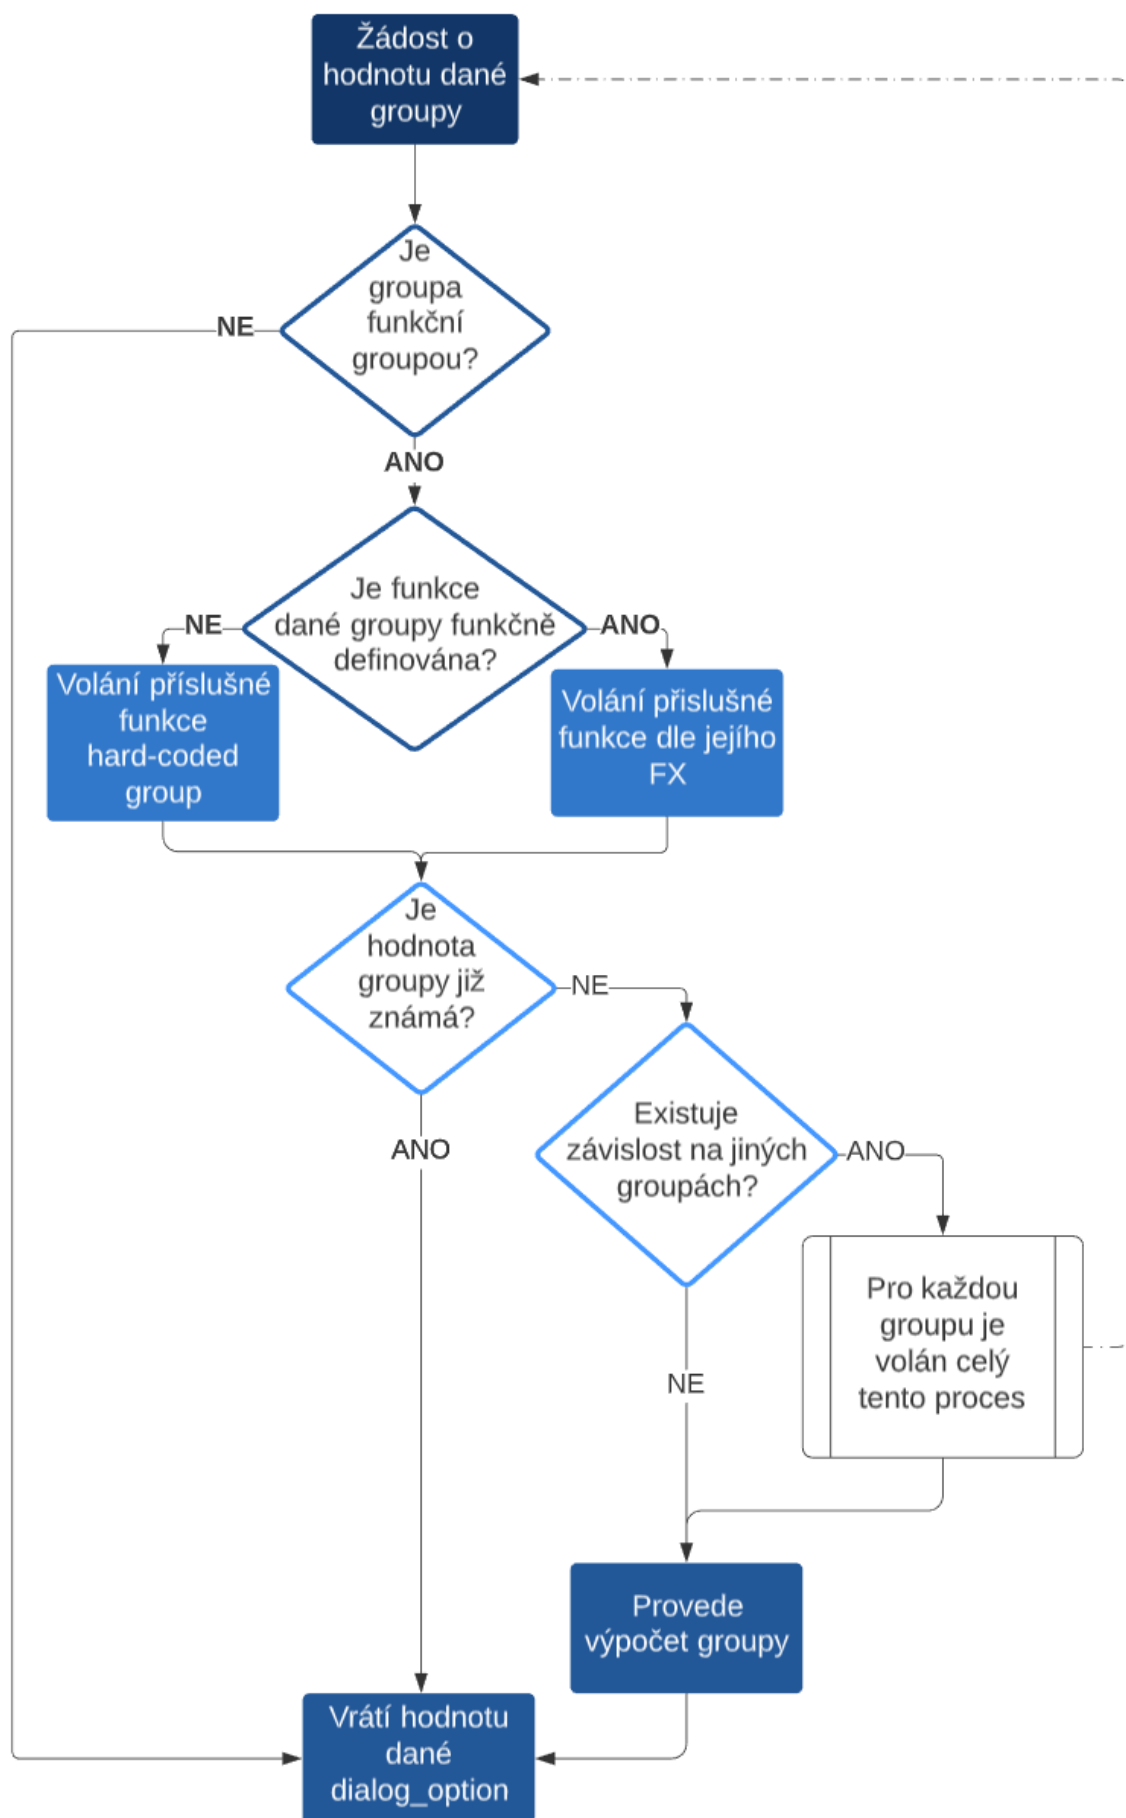 Žádost o
hodnotu dané
groupy
Je
groupa
funkční
groupou?
NE
ANO
Je funkce
dané groupy funkčně
definována?
NE
ANO
Volání příslušné
funkce
hard-coded
group
Volání přislušné
funkce dle jejího
FX
Je
hodnota
groupy již
známá?
NE
ANO
Existuje
závislost na jiných
groupách?
ANO
NE
Pro každou
groupu je
volán celý
tento proces
Provede
výpočet groupy
Vrátí hodnotu
dané
dialog_option